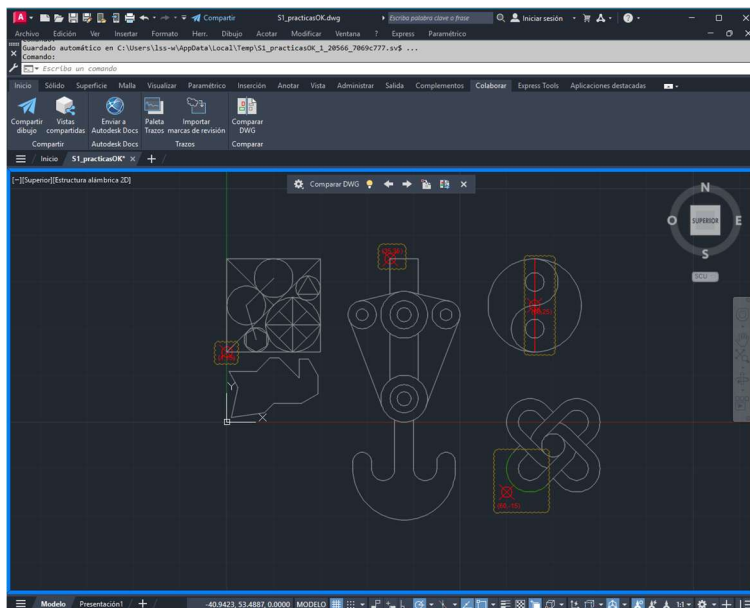 Compartir
S1_practicasOK.dwg
Escriba palabra clave o frase
Iniciar sesión
Archivo Edición Ver Insertar Formato Herr. Dibujo Acotar Modificar Ventana ? Express Paramétrico
Guardado automático en C:\Users\lss-w\AppData\Local\Temp\S1_practicasOK_1_20566_7069c777.sv$ ...
Comando:
Escriba un comando
Inicio Sólido Superficie Malla Visualizar Paramétrico Inserción Anotar Vista Administrar Salida Complementos Colaborar Express Tools Aplicaciones destacadas
Compartir dibujo
Vistas compartidas
Enviar a Autodesk Docs
Paleta Trazos
Importar marcas de revisión
Comparar DWG
Compartir Autodesk Docs Trazos Comparar
Inicio S1_practicasOK*
[−][Superior][Estructura alámbrica 2D]
Comparar DWG
N
O SUPERIOR E
S
SCU
Y
X
(50,-15)
Modelo Presentación1 + -40.9423, 53.4887, 0.0000 MODELO 1:1